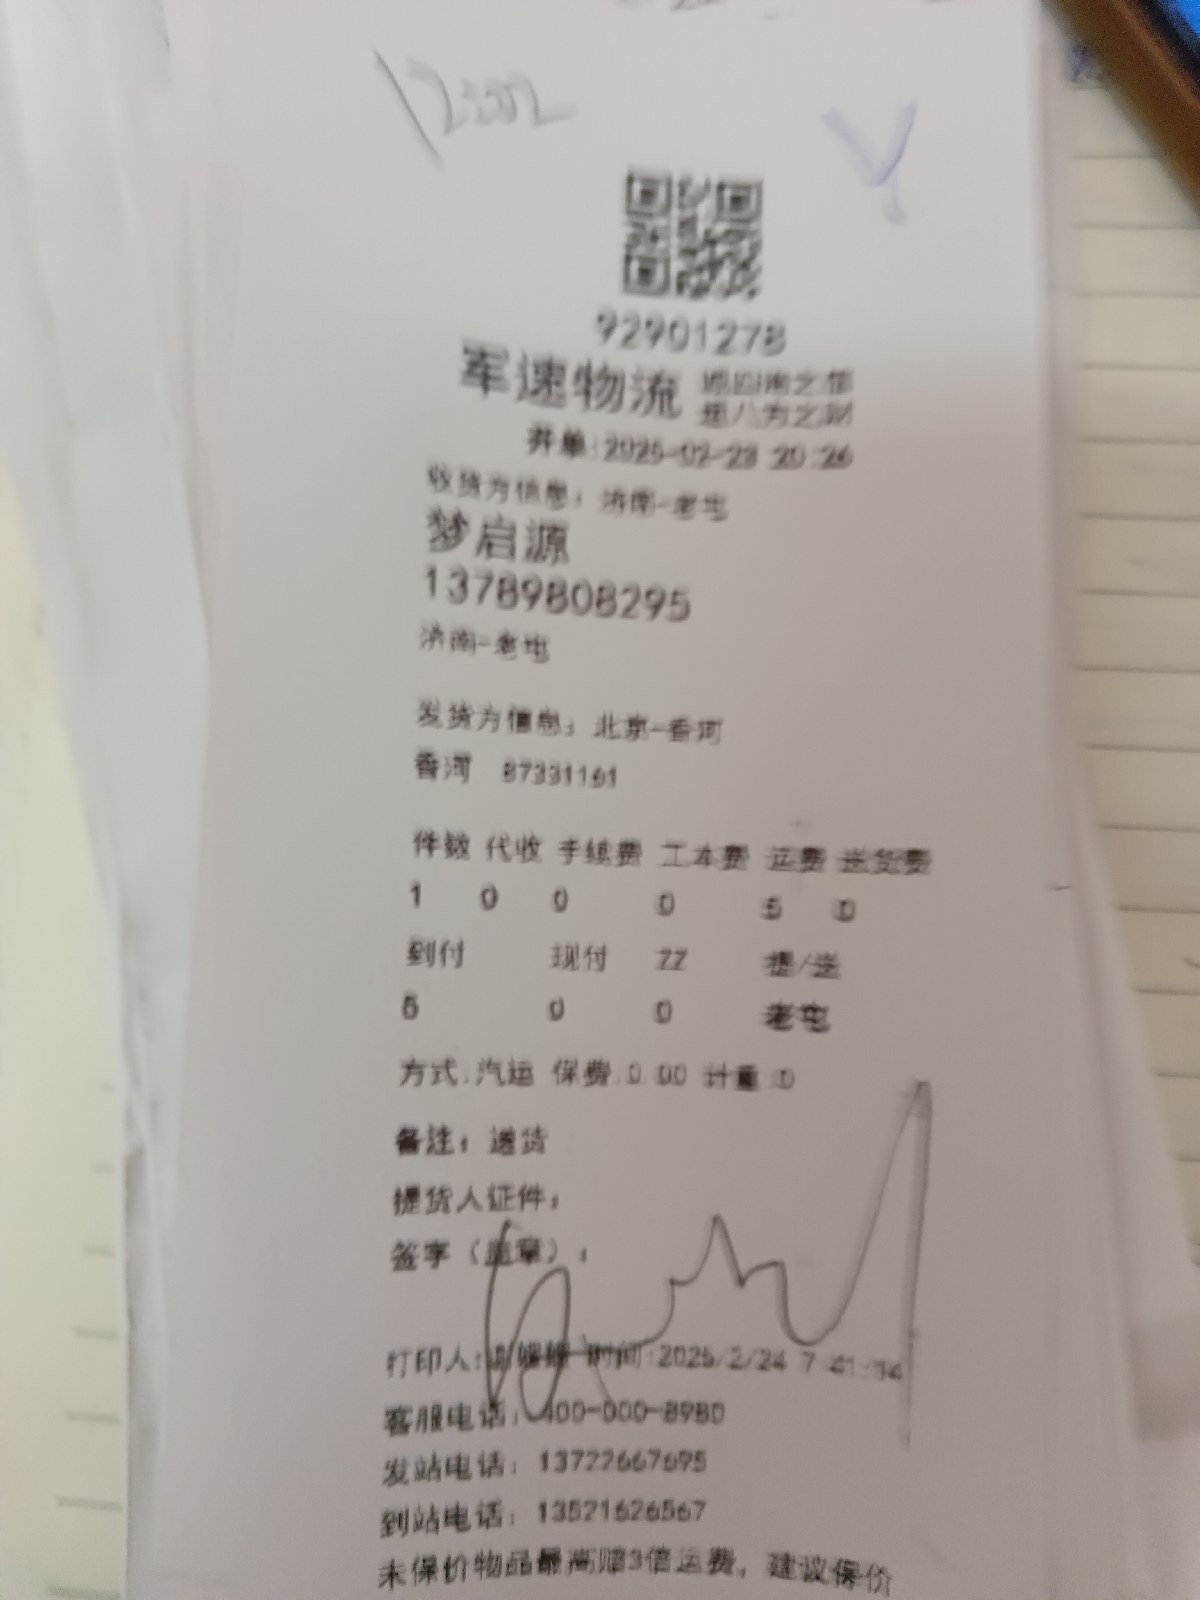 92901278
军速物流
开单:2025-02-23 20:26
收货方信息：济南-老屯
梦启源
13789808295
济南-老屯
发货方信息：北京-香河
香河 87331161
件数 代收 手续费 工本费 运费 送货费
1 0 0 0 5 0
到付 现付 ZZ 提/送
5 0 0 老屯
方式:汽运 保费:0.00 计重:0
备注：送货
提货人证件：
签字（盖章）：
打印人: 时间:2025/2/24 7:41:
客服电话：400-000-8980
发站电话：13722667695
到站电话：13521626567
未保价物品最高赔3倍运费，建议保价